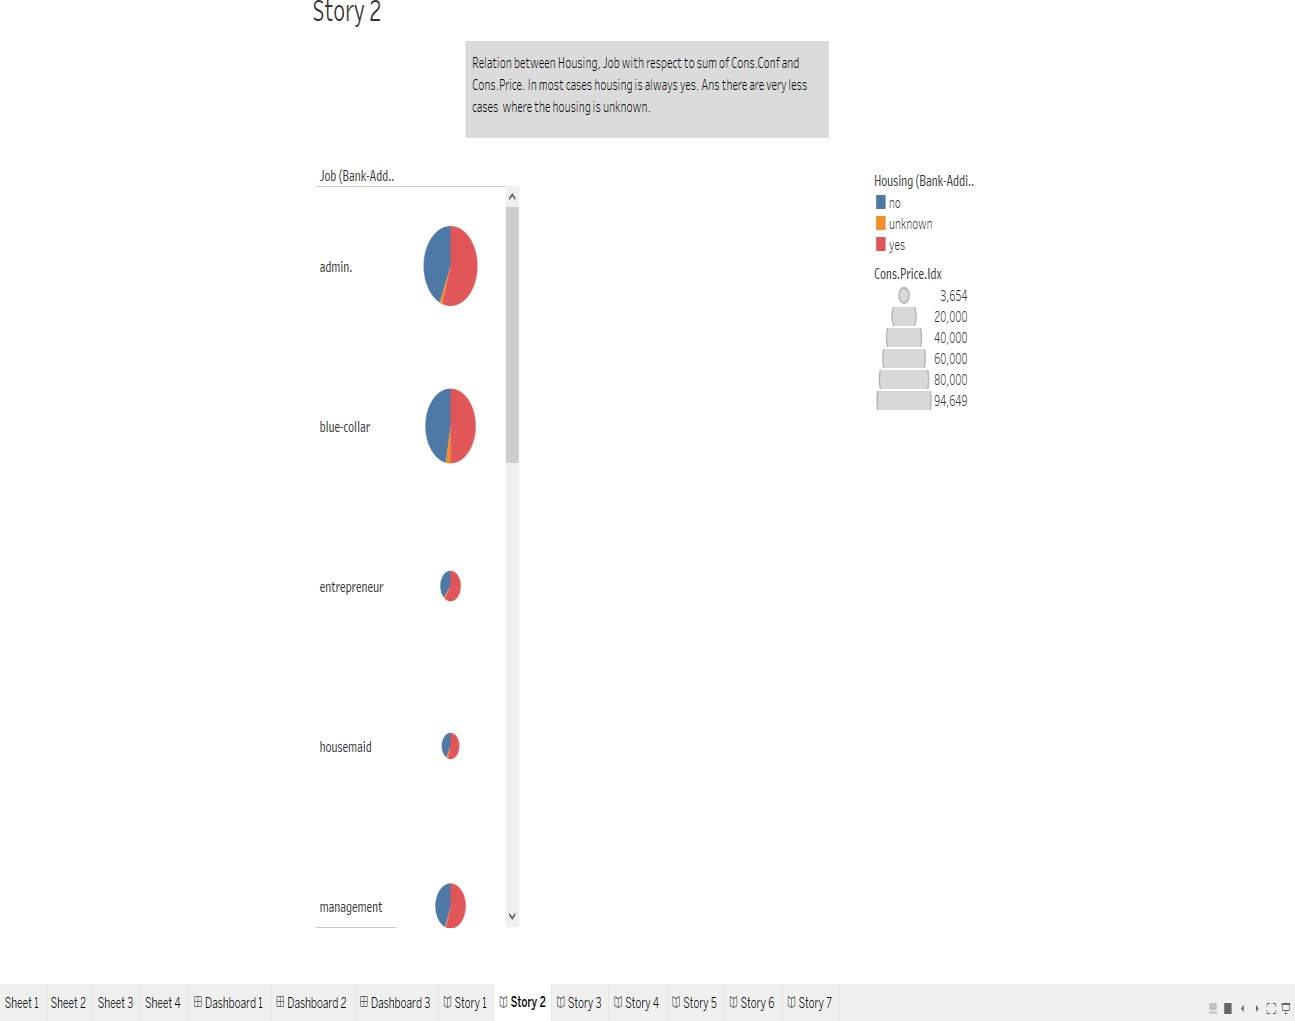 Story 2
Relation between Housing, Job with respect to sum of Cons.Conf and
Cons.Price. In most cases housing is always yes. Ans there are very less
cases where the housing is unknown.
Job (Bank-Add..
admin.
blue-collar
entrepreneur
housemaid
management
Housing (Bank-Addi..
no
unknown
yes
Cons.Price.Idx
3,654
20,000
40,000
60,000
80,000
94,649
Sheet 1 Sheet 2 Sheet 3 Sheet 4 Dashboard 1 Dashboard 2 Dashboard 3 Story 1 Story 2 Story 3 Story 4 Story 5 Story 6 Story 7